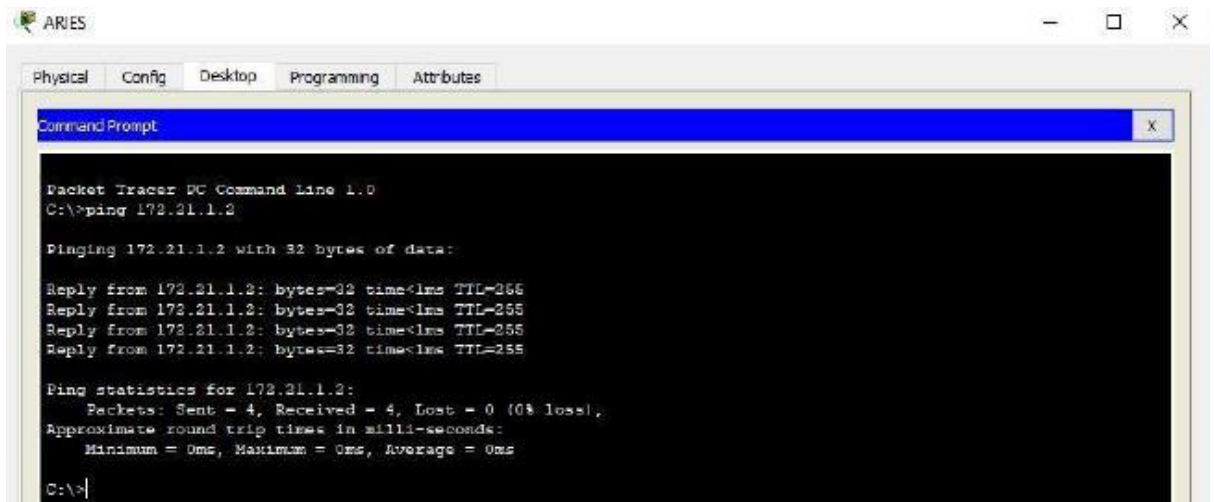 ARIES
Physical Config Desktop Programming Attributes
Command Prompt
X
Packet Tracer PC Command Line 1.0
C:\>ping 172.21.1.2
Pinging 172.21.1.2 with 32 bytes of data:
Reply from 172.21.1.2: bytes=32 time<1ms TTL=255
Reply from 172.21.1.2: bytes=32 time<1ms TTL=255
Reply from 172.21.1.2: bytes=32 time<1ms TTL=255
Reply from 172.21.1.2: bytes=32 time<1ms TTL=255
Ping statistics for 172.21.1.2:
Packets: Sent = 4, Received = 4, Lost = 0 (0% loss),
Approximate round trip times in milli-seconds:
Minimum = 0ms, Maximum = 0ms, Average = 0ms
C:\>